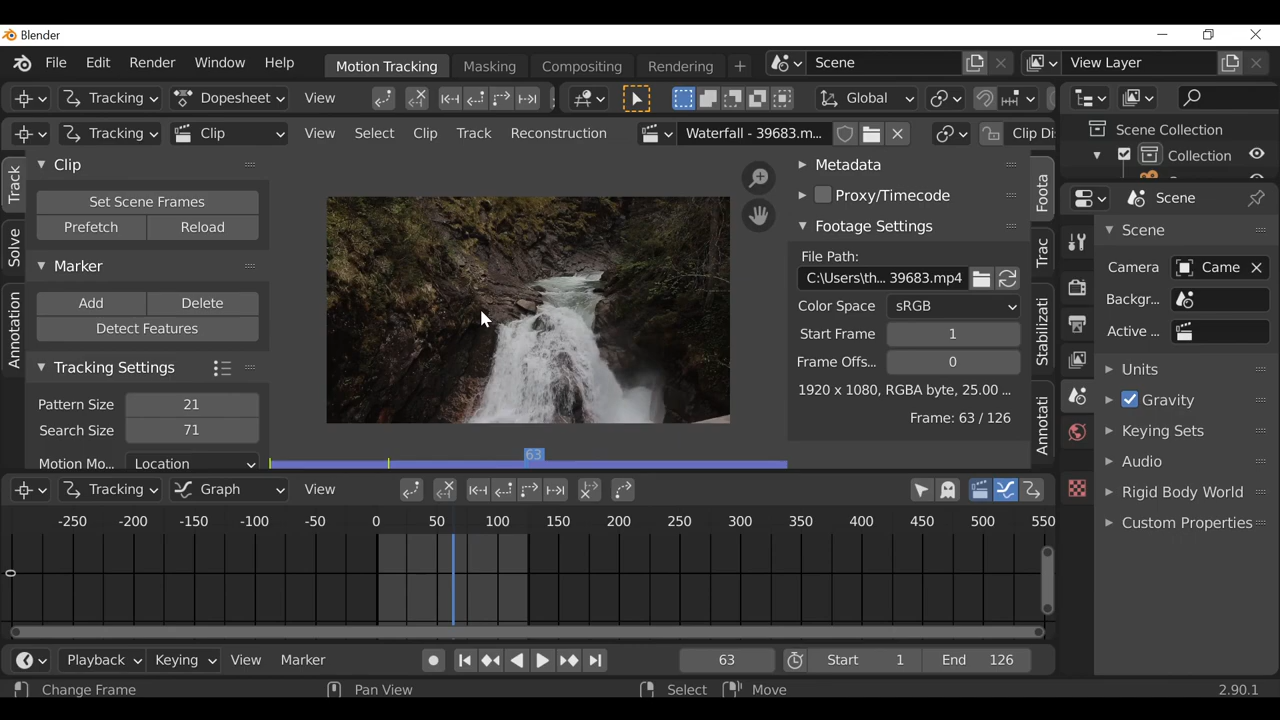 Blender
File Edit Render Window Help Motion Tracking Masking Compositing Rendering + Scene View Layer
Tracking Dopesheet View Global
Tracking Clip View Select Clip Track Reconstruction Waterfall - 39683.m... Clip Di
Scene Collection
Collection
Track
Solve
Annotation
Clip
Set Scene Frames
Prefetch Reload
Marker
Add Delete
Detect Features
Tracking Settings
Pattern Size 21
Search Size 71
Motion Mo... Location
63
Metadata
Proxy/Timecode
Footage Settings
File Path:
C:\Users\th... 39683.mp4
Color Space sRGB
Start Frame 1
Frame Offs... 0
1920 x 1080, RGBA byte, 25.00 ...
Frame: 63 / 126
Foota
Trac
Stabilizati
Annotati
Scene
Scene
Camera Came
Backgr...
Active ...
Units
Gravity
Keying Sets
Audio
Rigid Body World
Custom Properties
Tracking Graph View
-250 -200 -150 -100 -50 0 50 100 150 200 250 300 350 400 450 500 550
0
Playback Keying View Marker 63 Start 1 End 126
Change Frame Pan View Select Move 2.90.1